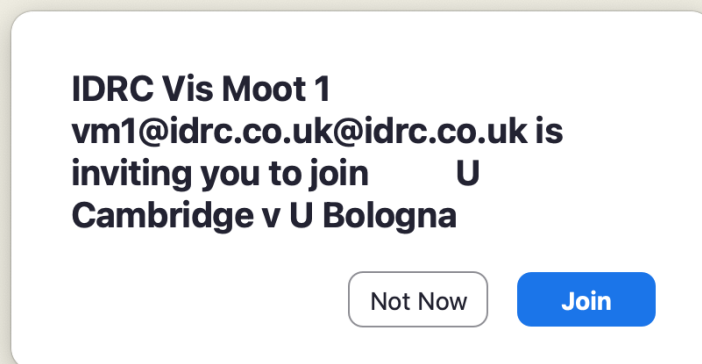 IDRC Vis Moot 1
vm1@idrc.co.uk@idrc.co.uk is
inviting you to join U
Cambridge v U Bologna
Not Now Join